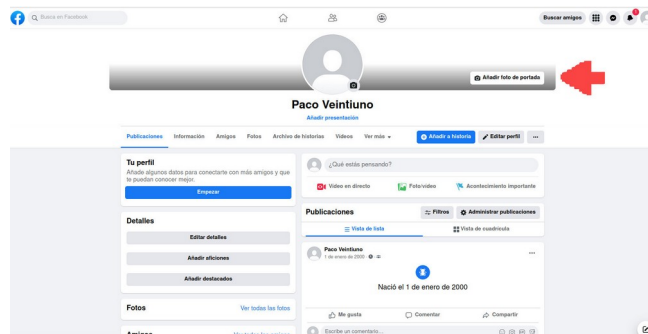 Busca en Facebook
Buscar amigos
Añadir foto de portada
Paco Veintiuno
Añadir presentación
Publicaciones Información Amigos Fotos Archivo de historias Vídeos Ver más
Añadir a historia Editar perfil
Tu perfil
Añade algunos datos para conectarte con más amigos y que te puedan conocer mejor.
Empezar
Detalles
Editar detalles
Añadir aficiones
Añadir destacados
Fotos Ver todas las fotos
Amigos
¿Qué estás pensando?
Vídeo en directo Foto/vídeo Acontecimiento importante
Publicaciones Filtros Administrar publicaciones
Vista de lista Vista de cuadrícula
Paco Veintiuno
1 de enero de 2000
Nació el 1 de enero de 2000
Me gusta Comentar Compartir
Escribe un comentario...